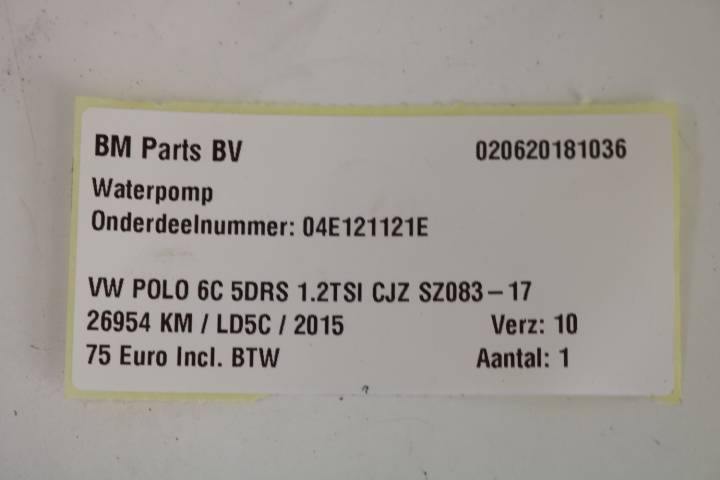 BM Parts BV 020620181036
Waterpomp
Onderdeelnummer: 04E121121E
VW POLO 6C 5DRS 1.2TSI CJZ SZ083-17
26954 KM / LD5C / 2015 Verz: 10
75 Euro Incl. BTW Aantal: 1